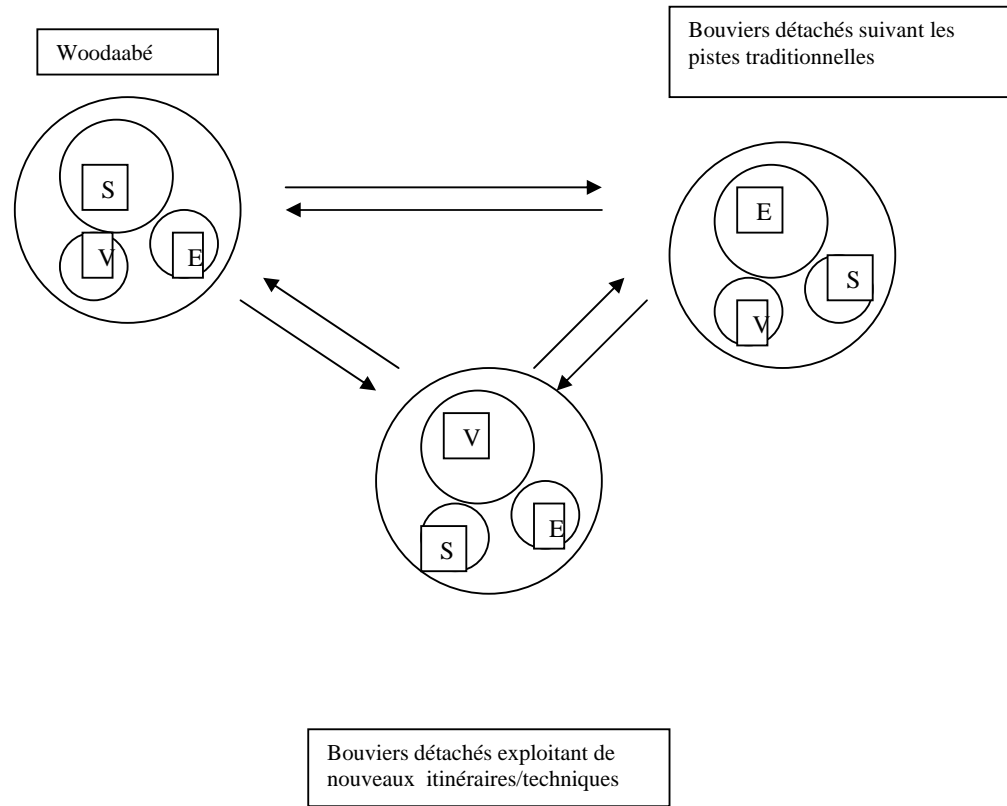 Woodaabé
Bouviers détachés suivant les
pistes traditionnelles
S
V
E
E
S
V
V
S
E
Bouviers détachés exploitant de
nouveaux itinéraires/techniques